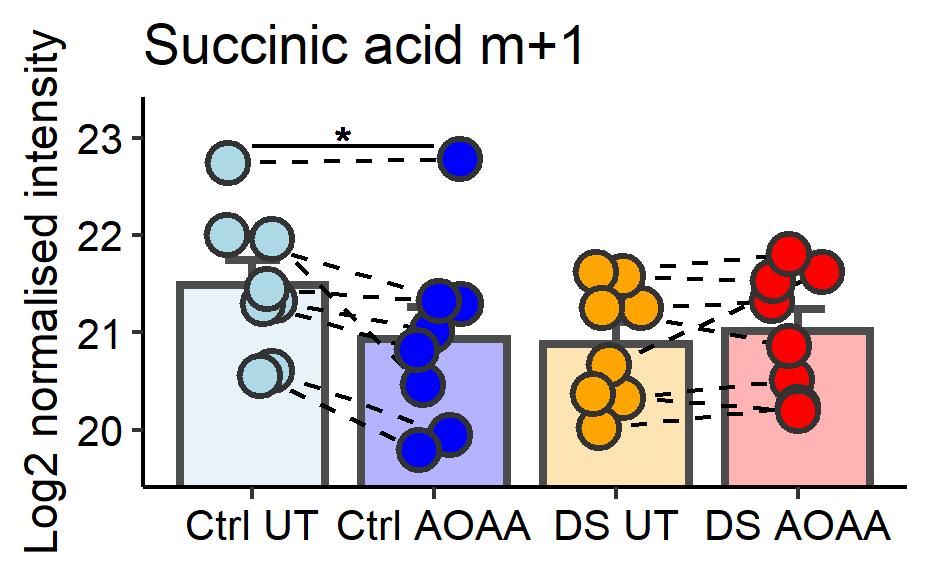 Succinic acid m+1
Log2 normalised intensity
23
22
21
20
*
Ctrl UT
Ctrl AOAA
DS UT
DS AOAA